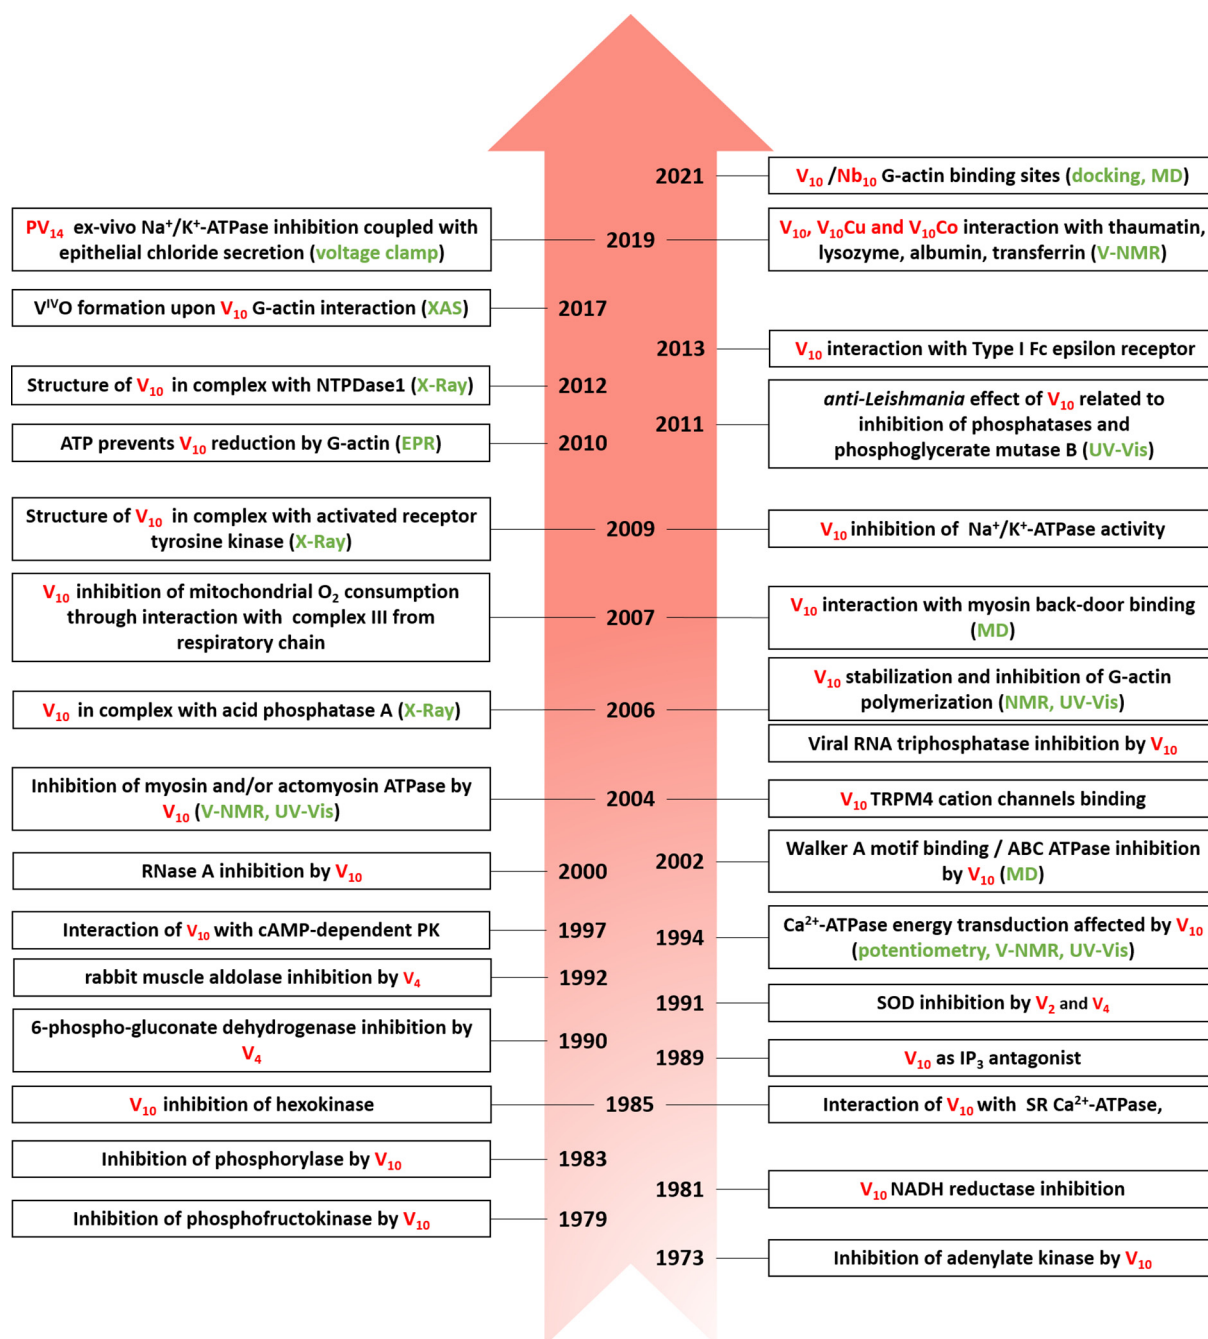 2021
V₁₀ /Nb₁₀ G-actin binding sites (docking, MD)
PV₁₄ ex-vivo Na⁺/K⁺-ATPase inhibition coupled with
epithelial chloride secretion (voltage clamp)
2019
V₁₀, V₁₀Cu and V₁₀Co interaction with thaumatin,
lysozyme, albumin, transferrin (V-NMR)
VᴵⱽO formation upon V₁₀ G-actin interaction (XAS)
2017
2013
V₁₀ interaction with Type I Fc epsilon receptor
Structure of V₁₀ in complex with NTPDase1 (X-Ray)
2012
2011
anti-Leishmania effect of V₁₀ related to
inhibition of phosphatases and
phosphoglycerate mutase B (UV-Vis)
ATP prevents V₁₀ reduction by G-actin (EPR)
2010
Structure of V₁₀ in complex with activated receptor
tyrosine kinase (X-Ray)
2009
V₁₀ inhibition of Na⁺/K⁺-ATPase activity
V₁₀ inhibition of mitochondrial O₂ consumption
through interaction with complex III from
respiratory chain
2007
V₁₀ interaction with myosin back-door binding
(MD)
V₁₀ in complex with acid phosphatase A (X-Ray)
2006
V₁₀ stabilization and inhibition of G-actin
polymerization (NMR, UV-Vis)
Viral RNA triphosphatase inhibition by V₁₀
Inhibition of myosin and/or actomyosin ATPase by
V₁₀ (V-NMR, UV-Vis)
2004
V₁₀ TRPM4 cation channels binding
2002
Walker A motif binding / ABC ATPase inhibition
by V₁₀ (MD)
RNase A inhibition by V₁₀
2000
Interaction of V₁₀ with cAMP-dependent PK
1997
1994
Ca²⁺-ATPase energy transduction affected by V₁₀
(potentiometry, V-NMR, UV-Vis)
rabbit muscle aldolase inhibition by V₄
1992
1991
SOD inhibition by V₂ and V₄
6-phospho-gluconate dehydrogenase inhibition by
V₄
1990
1989
V₁₀ as IP₃ antagonist
V₁₀ inhibition of hexokinase
1985
Interaction of V₁₀ with SR Ca²⁺-ATPase,
Inhibition of phosphorylase by V₁₀
1983
1981
V₁₀ NADH reductase inhibition
Inhibition of phosphofructokinase by V₁₀
1979
1973
Inhibition of adenylate kinase by V₁₀